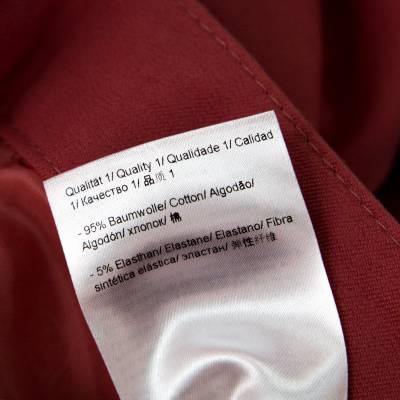 Qualität 1/ Quality 1/ Qualidade 1/ Calidad
1/ Качество 1/ 品质 1
- 95% Baumwolle/ Cotton/ Algodão/
Algodón/ хлопок/ 棉
- 5% Elasthan/ Elastane/ Elastano/ Fibra
sintética elástica/ эластан/ 弹性纤维